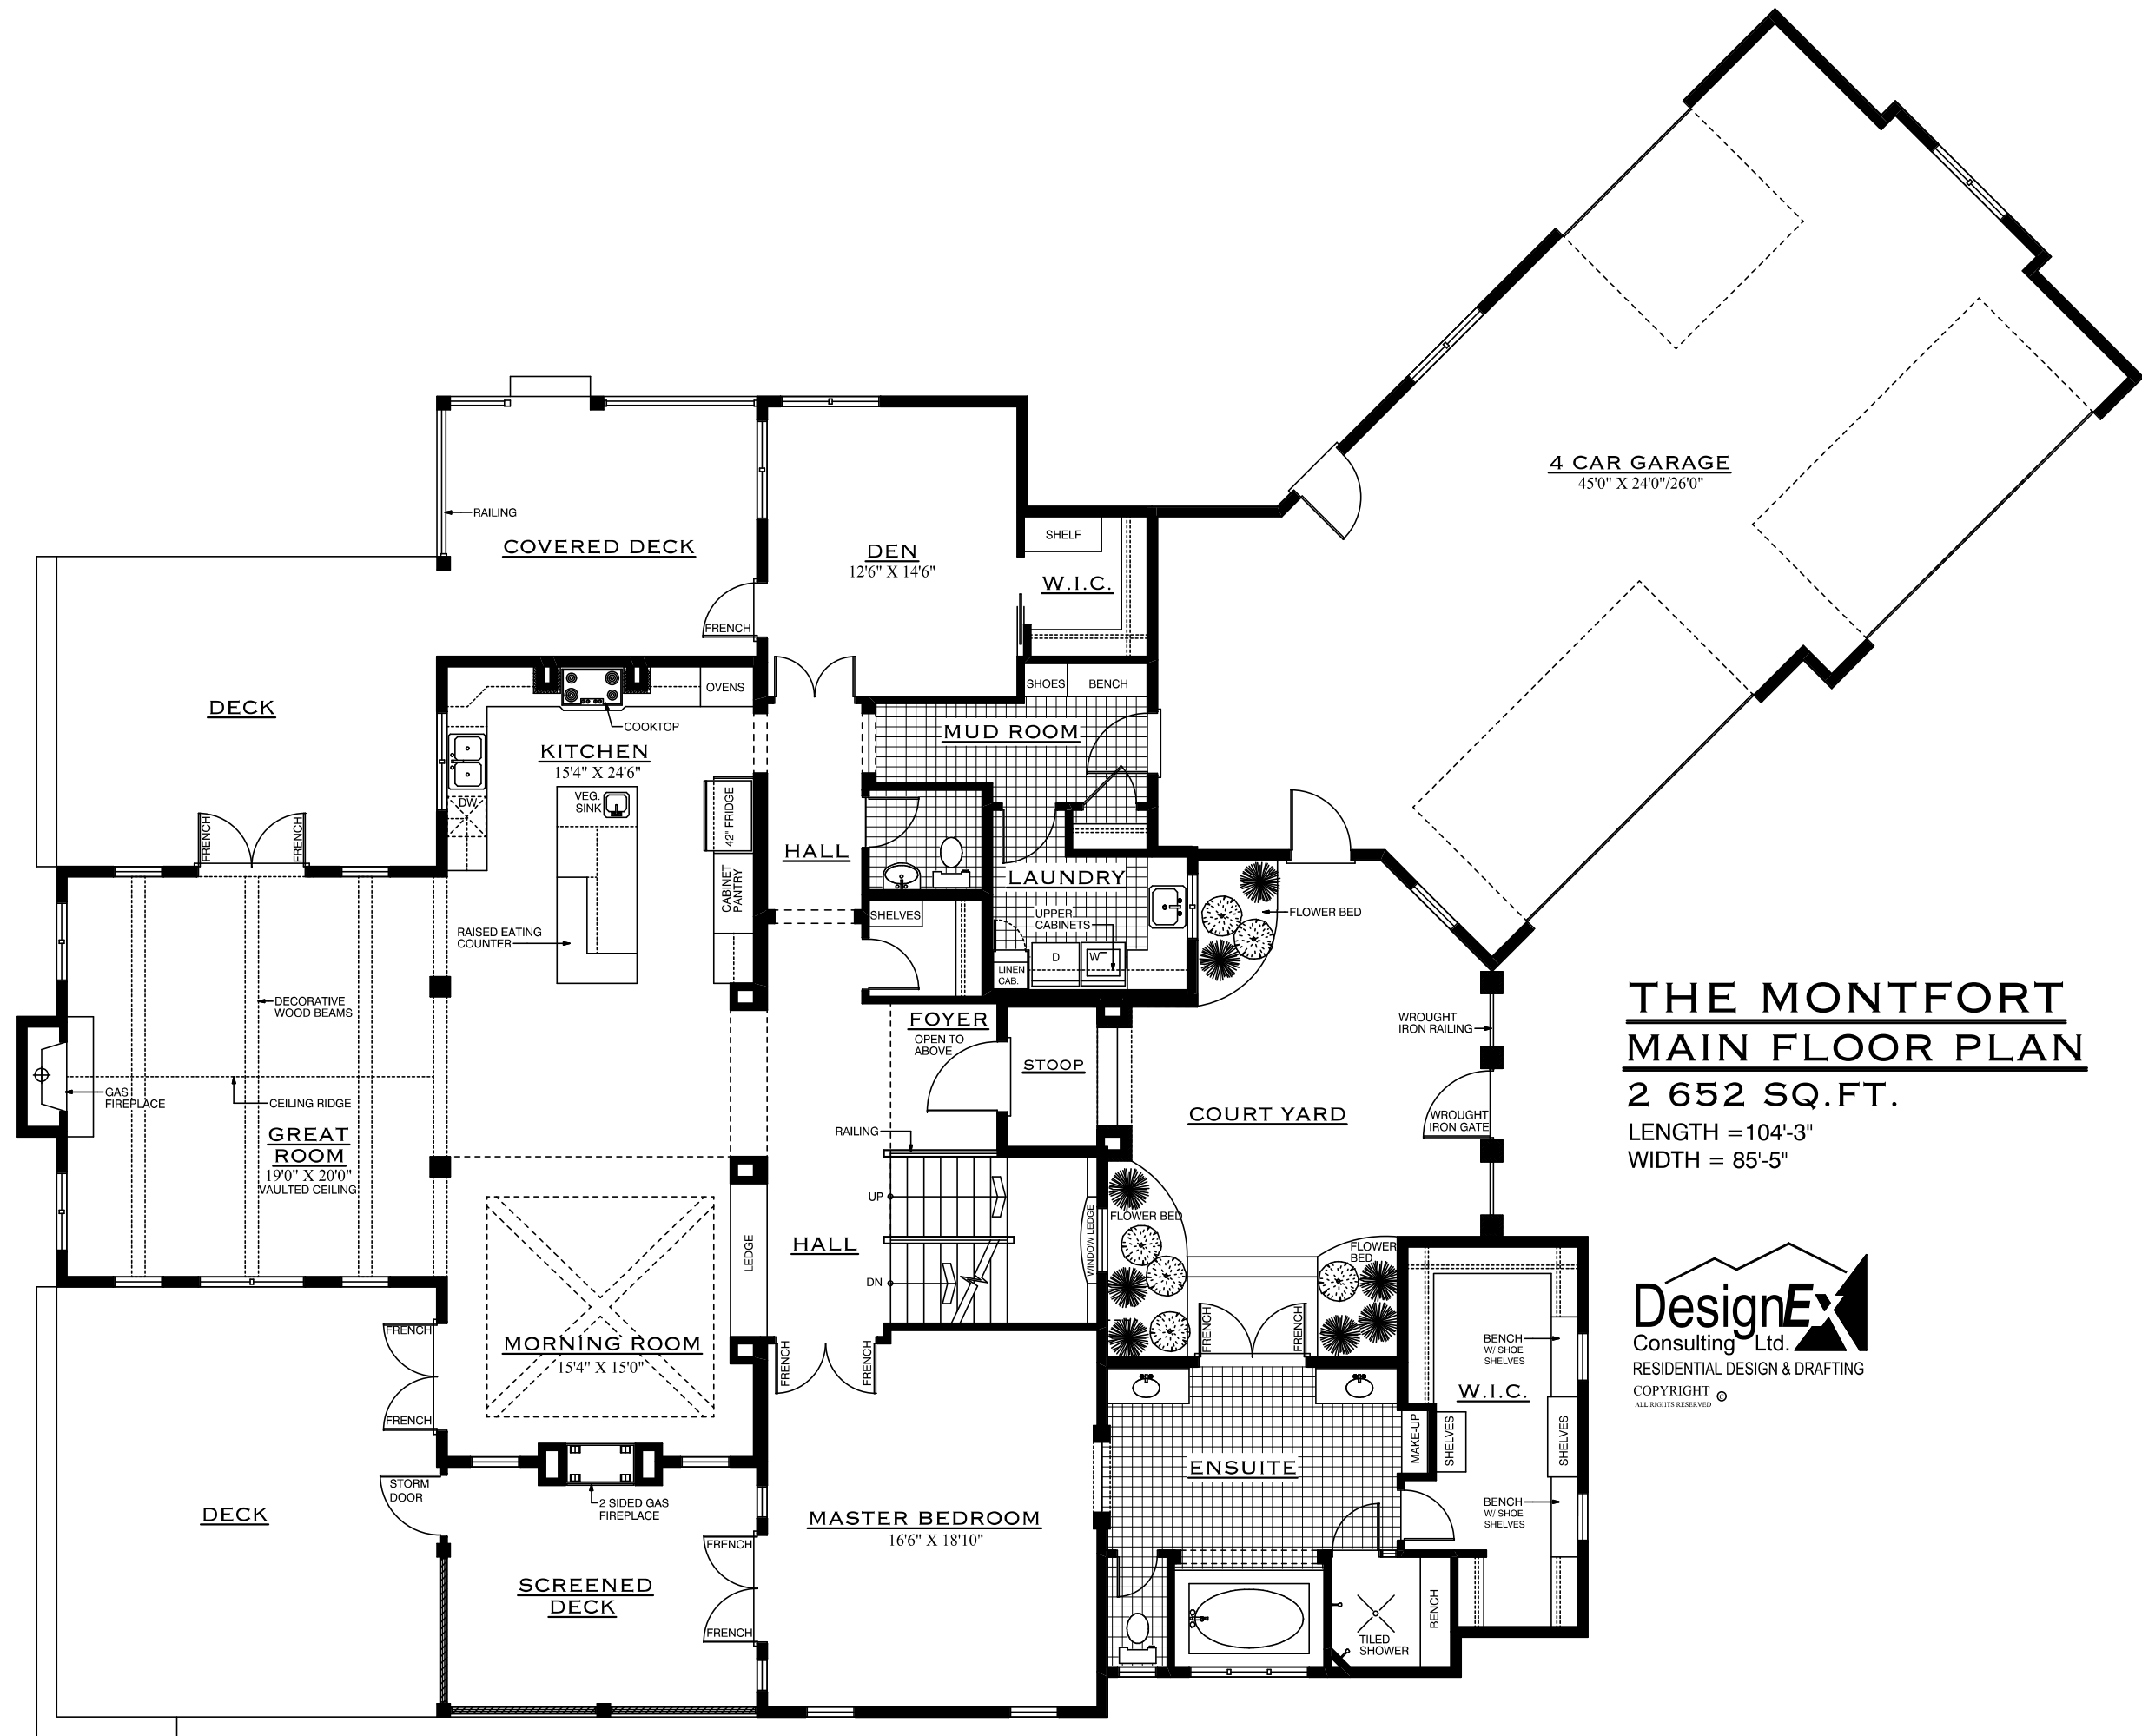 4 CAR GARAGE
45'0" X 24'0"/26'0"
RAILING
COVERED DECK
DEN
12'6" X 14'6"
SHELF
W.I.C.
FRENCH
DECK
OVENS
COOKTOP
KITCHEN
15'4" X 24'6"
SHOES
BENCH
MUD ROOM
DW
VEG.
SINK
42" FRIDGE
CABINET
PANTRY
HALL
FRENCH
FRENCH
LAUNDRY
SHELVES
UPPER
CABINETS
D
W
LINEN
CAB.
FLOWER BED
RAISED EATING
COUNTER
DECORATIVE
WOOD BEAMS
GAS
FIREPLACE
CEILING RIDGE
GREAT
ROOM
19'0" X 20'0"
VAULTED CEILING
FOYER
OPEN TO
ABOVE
STOOP
RAILING
COURT YARD
WROUGHT
IRON RAILING
WROUGHT
IRON GATE
THE MONTFORT
MAIN FLOOR PLAN
2 652 SQ.FT.
LENGTH =104'-3"
WIDTH = 85'-5"
UP
DN
HALL
LEDGE
WINDOW LEDGE
FLOWER BED
FLOWER
BED
FRENCH
FRENCH
MORNING ROOM
15'4" X 15'0"
FRENCH
FRENCH
FRENCH
FRENCH
BENCH
W/ SHOE
SHELVES
W.I.C.
MAKE-UP
SHELVES
SHELVES
BENCH
W/ SHOE
SHELVES
ENSUITE
STORM
DOOR
2 SIDED GAS
FIREPLACE
DECK
MASTER BEDROOM
16'6" X 18'10"
FRENCH
FRENCH
SCREENED
DECK
TILED
SHOWER
BENCH
DesignEX
Consulting Ltd.
RESIDENTIAL DESIGN & DRAFTING
COPYRIGHT ©
ALL RIGHTS RESERVED